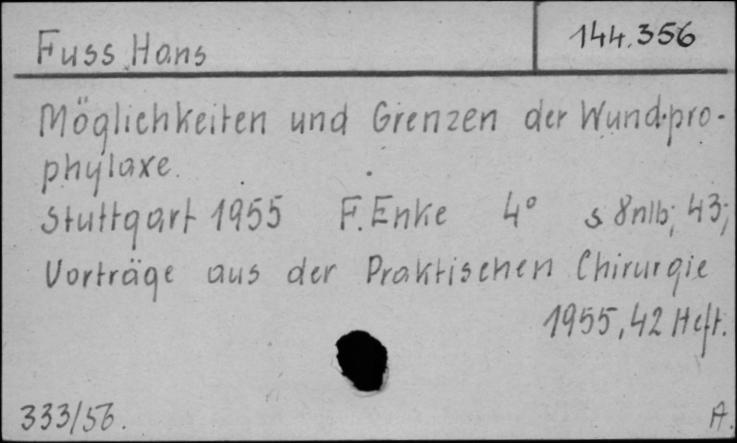 Fuss Hans
144.356
Möglichkeiten und Grenzen der Wund-pro-
phylaxe.
Stuttgart 1955 F. Enke 4° s 8nlb; 43;
Vorträge aus der Praktischen Chirurgie
1955, 42 Heft.
333/56.
A.